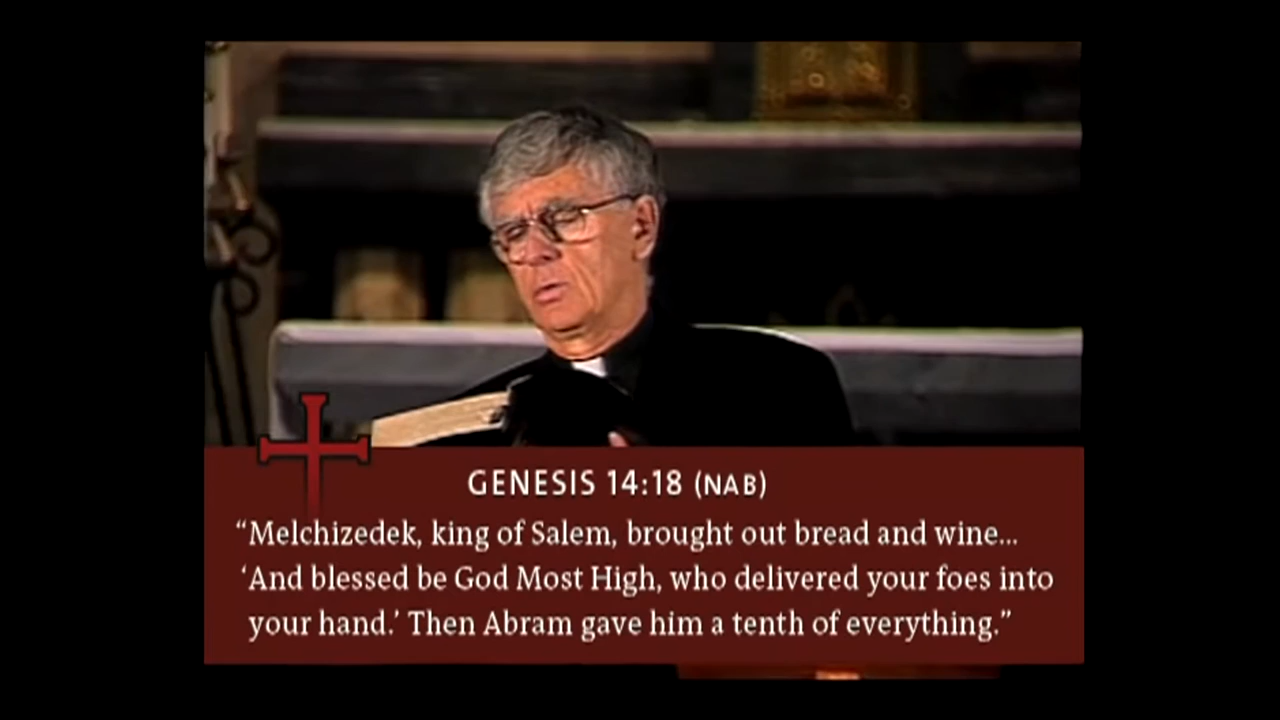 GENESIS 14:18 (NAB)
“Melchizedek, king of Salem, brought out bread and wine...
‘And blessed be God Most High, who delivered your foes into
your hand.’ Then Abram gave him a tenth of everything.”